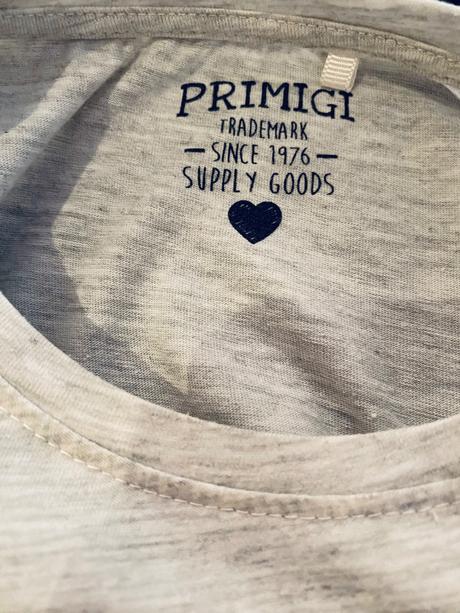 PRIMIGI
TRADEMARK
— SINCE 1976 —
SUPPLY GOODS